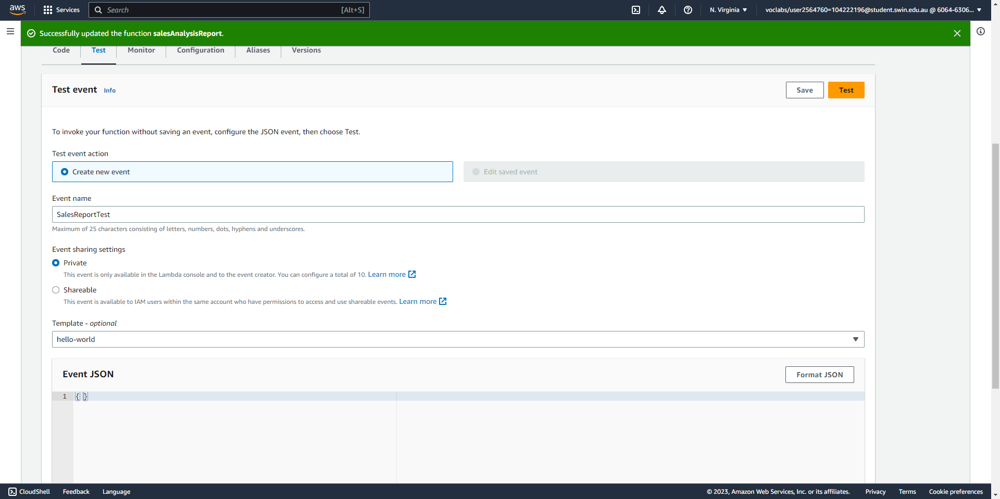 aws Services Search [Alt+S] N. Virginia voclabs/user2564760=104222196@student.swin.edu.au @ 6064-6306...
Successfully updated the function salesAnalysisReport.
Code Test Monitor Configuration Aliases Versions
Test event Info Save Test
To invoke your function without saving an event, configure the JSON event, then choose Test.
Test event action
Create new event Edit saved event
Event name
SalesReportTest
Maximum of 25 characters consisting of letters, numbers, dots, hyphens and underscores.
Event sharing settings
Private
This event is only available in the Lambda console and to the event creator. You can configure a total of 10. Learn more
Shareable
This event is available to IAM users within the same account who have permissions to access and use shareable events. Learn more
Template - optional
hello-world
Event JSON Format JSON
1 { }
CloudShell Feedback Language © 2023, Amazon Web Services, Inc. or its affiliates. Privacy Terms Cookie preferences